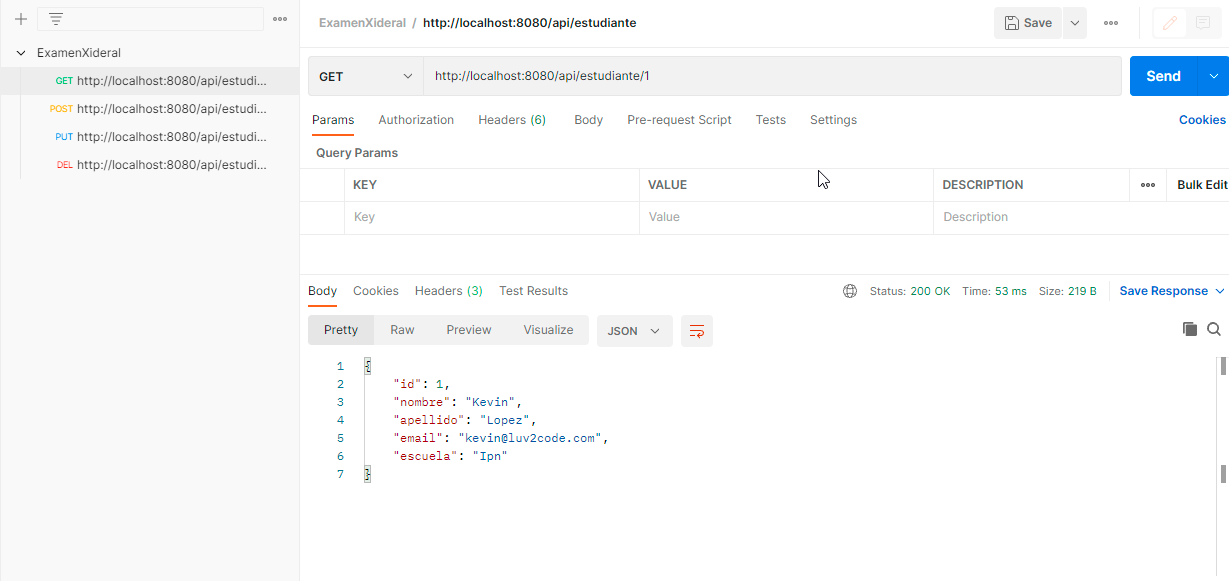 ExamenXideral / http://localhost:8080/api/estudiante
Save
ExamenXideral
GET http://localhost:8080/api/estudi...
POST http://localhost:8080/api/estudi...
PUT http://localhost:8080/api/estudi...
DEL http://localhost:8080/api/estudi...
GET http://localhost:8080/api/estudiante/1 Send
Params Authorization Headers (6) Body Pre-request Script Tests Settings Cookies
Query Params
KEY VALUE DESCRIPTION Bulk Edit
Key Value Description
Body Cookies Headers (3) Test Results Status: 200 OK Time: 53 ms Size: 219 B Save Response
Pretty Raw Preview Visualize JSON
1 {
2 "id": 1,
3 "nombre": "Kevin",
4 "apellido": "Lopez",
5 "email": "kevin@luv2code.com",
6 "escuela": "Ipn"
7 }